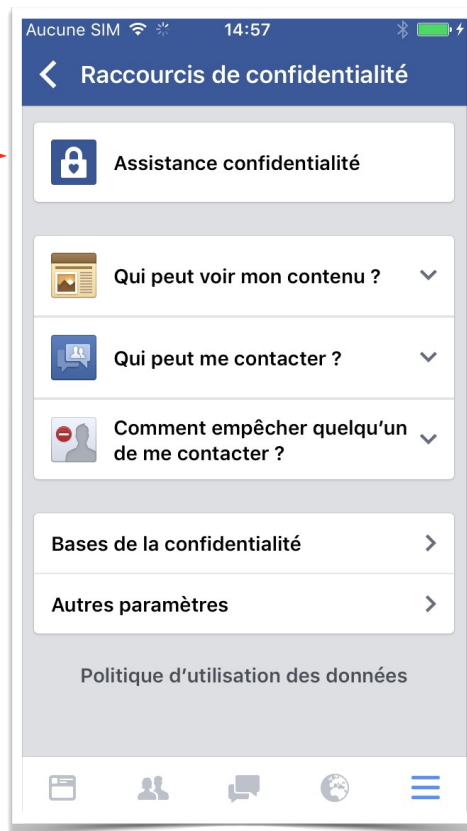 Aucune SIM 14:57
Raccourcis de confidentialité
Assistance confidentialité
Qui peut voir mon contenu ?
Qui peut me contacter ?
Comment empêcher quelqu’un
de me contacter ?
Bases de la confidentialité
Autres paramètres
Politique d’utilisation des données